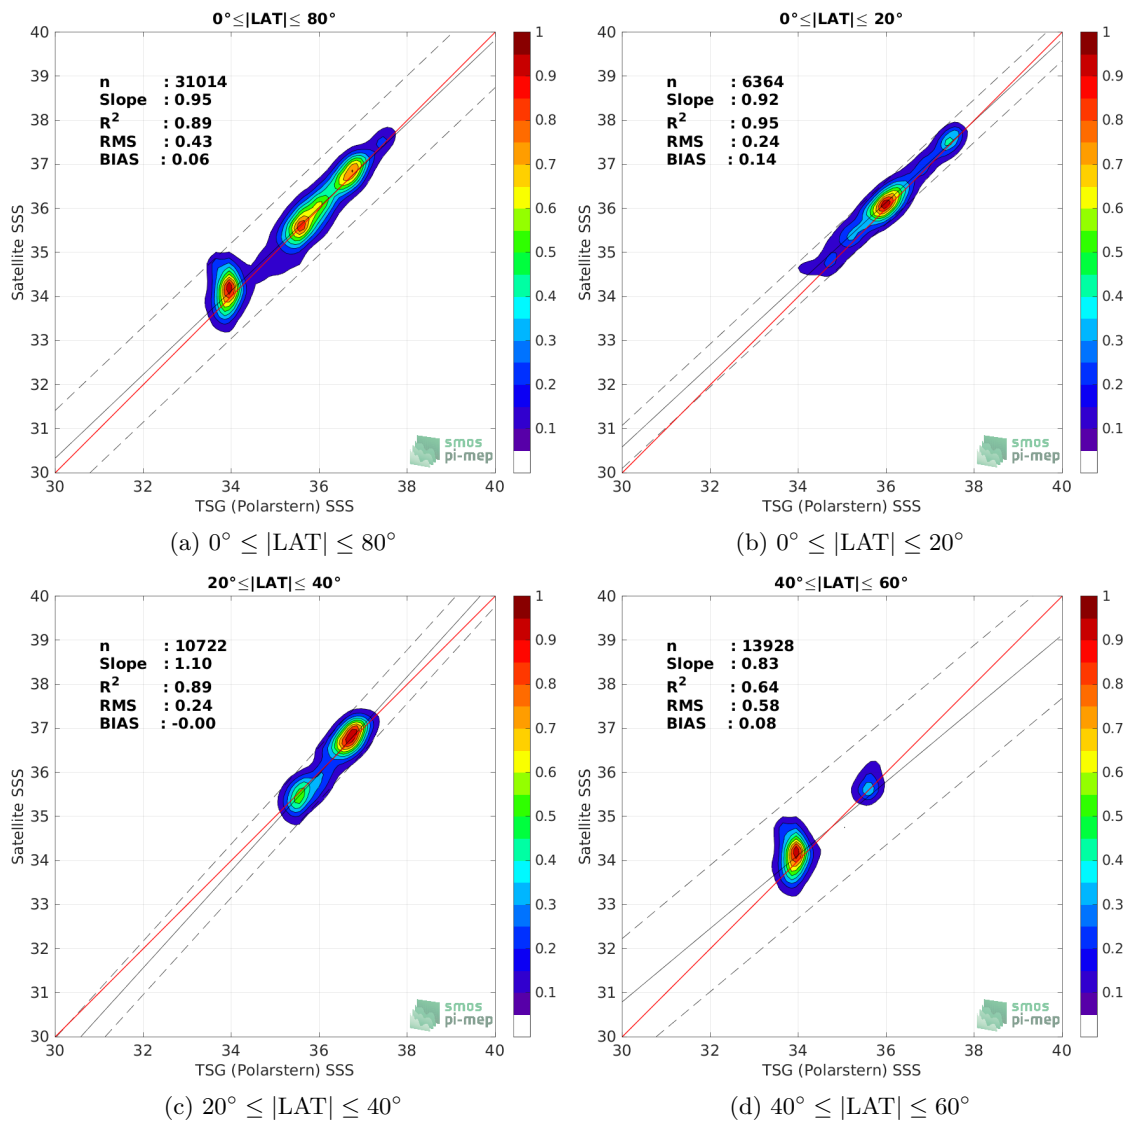 0°≤|LAT|≤ 80°
40
39
38
37
36
35
34
33
32
31
30
30
32
34
36
38
40
Satellite SSS
TSG (Polarstern) SSS
n : 31014
Slope : 0.95
R² : 0.89
RMS : 0.43
BIAS : 0.06
smos
pi-mep
1
0.9
0.8
0.7
0.6
0.5
0.4
0.3
0.2
0.1
(a) 0° ≤ |LAT| ≤ 80°
0°≤|LAT|≤ 20°
40
39
38
37
36
35
34
33
32
31
30
30
32
34
36
38
40
Satellite SSS
TSG (Polarstern) SSS
n : 6364
Slope : 0.92
R² : 0.95
RMS : 0.24
BIAS : 0.14
smos
pi-mep
1
0.9
0.8
0.7
0.6
0.5
0.4
0.3
0.2
0.1
(b) 0° ≤ |LAT| ≤ 20°
20°≤|LAT|≤ 40°
40
39
38
37
36
35
34
33
32
31
30
30
32
34
36
38
40
Satellite SSS
TSG (Polarstern) SSS
n : 10722
Slope : 1.10
R² : 0.89
RMS : 0.24
BIAS : -0.00
smos
pi-mep
1
0.9
0.8
0.7
0.6
0.5
0.4
0.3
0.2
0.1
(c) 20° ≤ |LAT| ≤ 40°
40°≤|LAT|≤ 60°
40
39
38
37
36
35
34
33
32
31
30
30
32
34
36
38
40
Satellite SSS
TSG (Polarstern) SSS
n : 13928
Slope : 0.83
R² : 0.64
RMS : 0.58
BIAS : 0.08
smos
pi-mep
1
0.9
0.8
0.7
0.6
0.5
0.4
0.3
0.2
0.1
(d) 40° ≤ |LAT| ≤ 60°